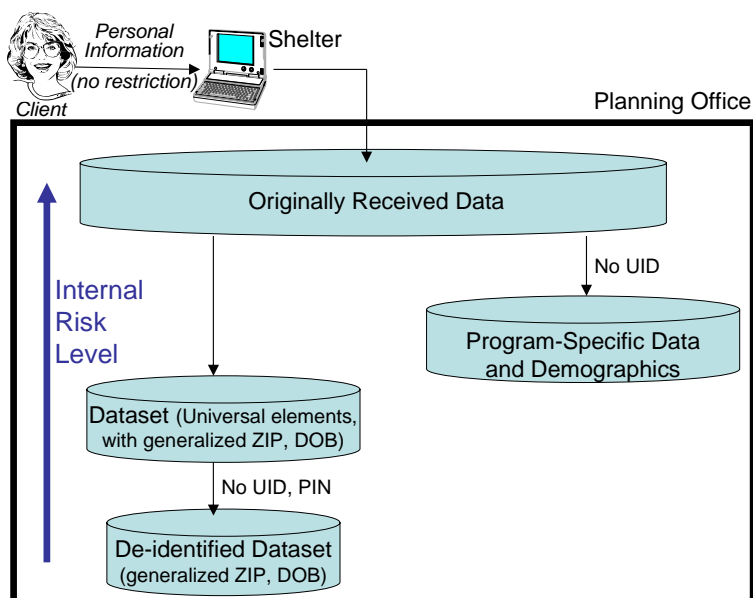 Personal
Information
(no restriction)
Client
Shelter
Planning Office
Originally Received Data
Internal
Risk
Level
No UID
Program-Specific Data
and Demographics
Dataset (Universal elements,
with generalized ZIP, DOB)
No UID, PIN
De-identified Dataset
(generalized ZIP, DOB)